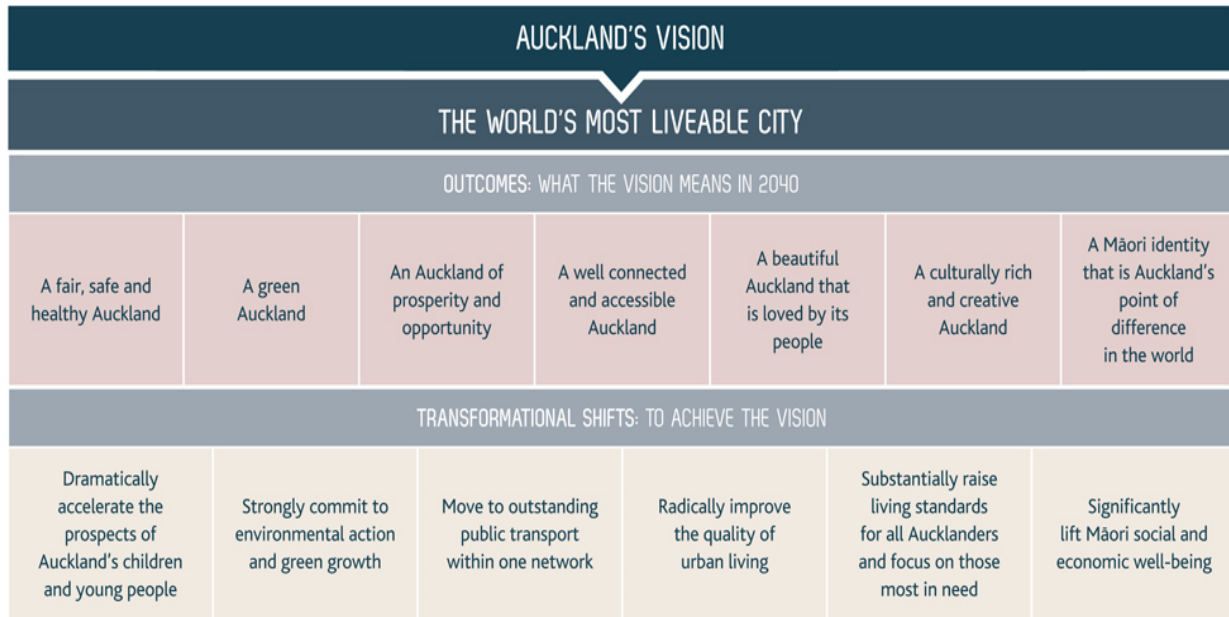 AUCKLAND'S VISION
THE WORLD'S MOST LIVEABLE CITY
OUTCOMES: WHAT THE VISION MEANS IN 2040
A fair, safe and
healthy Auckland
A green
Auckland
An Auckland of
prosperity and
opportunity
A well connected
and accessible
Auckland
A beautiful
Auckland that
is loved by its
people
A culturally rich
and creative
Auckland
A Māori identity
that is Auckland's
point of
difference
in the world
TRANSFORMATIONAL SHIFTS: TO ACHIEVE THE VISION
Dramatically
accelerate the
prospects of
Auckland's children
and young people
Strongly commit to
environmental action
and green growth
Move to outstanding
public transport
within one network
Radically improve
the quality of
urban living
Substantially raise
living standards
for all Aucklanders
and focus on those
most in need
Significantly
lift Māori social and
economic well-being